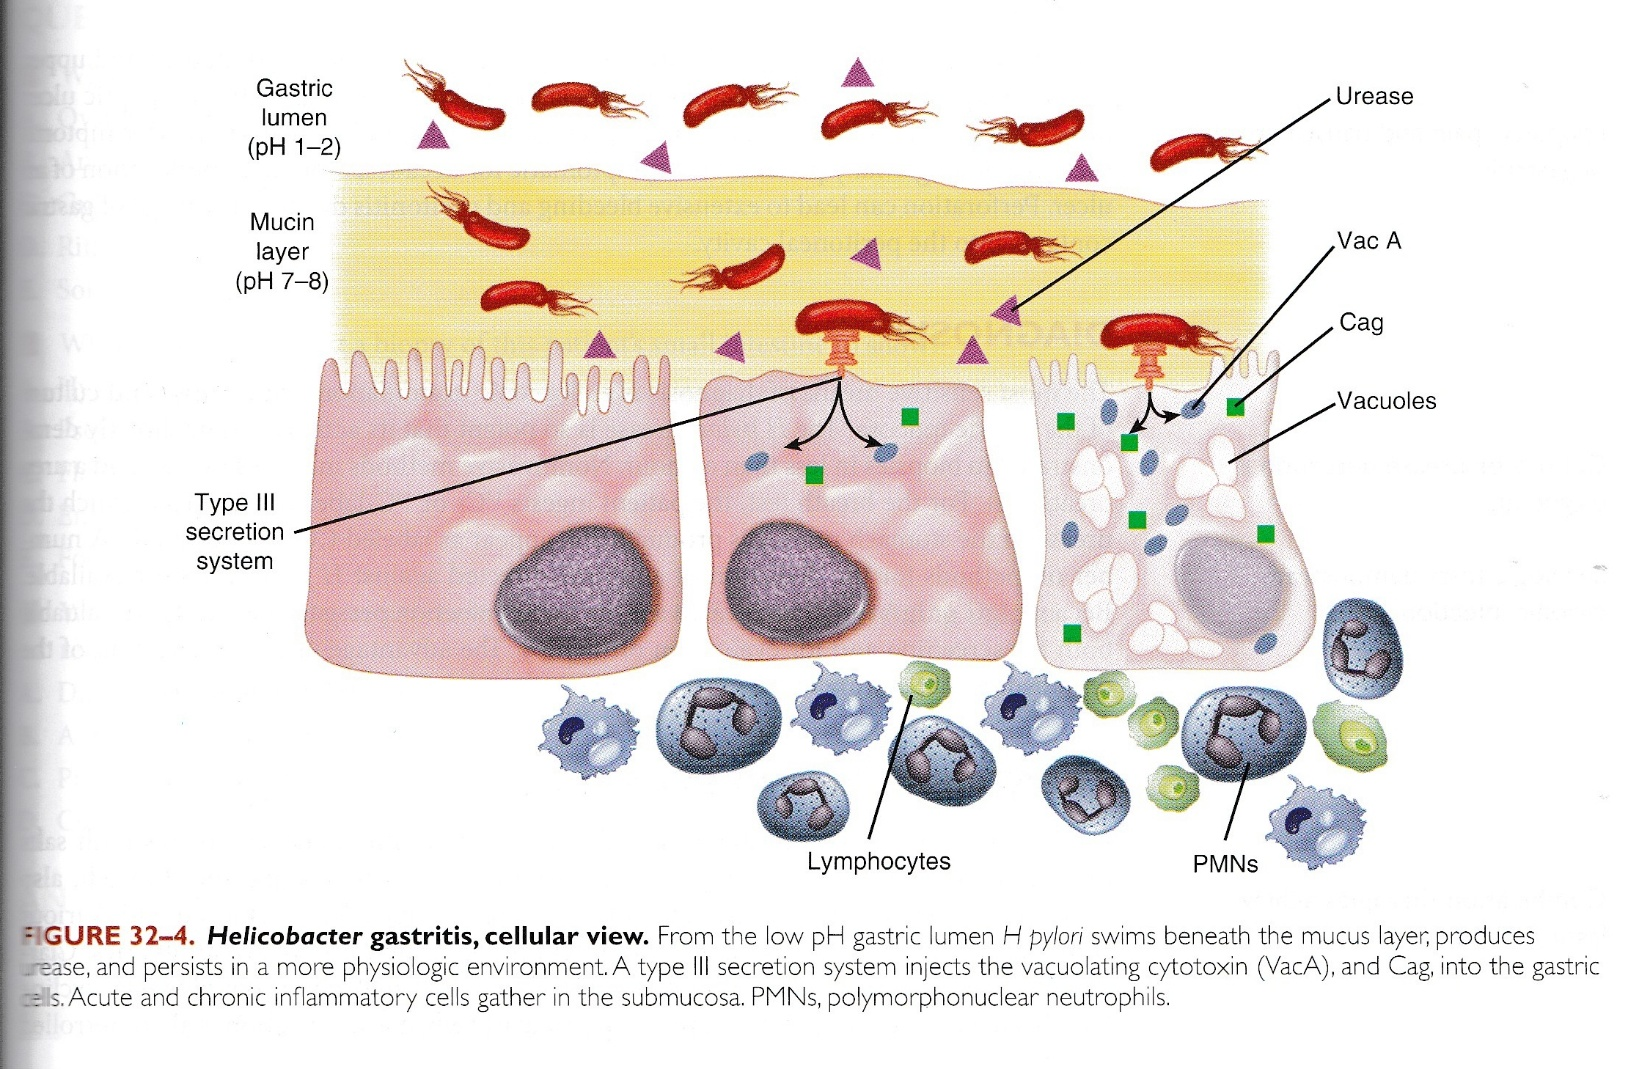 Gastric
lumen
(pH 1–2)
Urease
Mucin
layer
(pH 7–8)
Vac A
Cag
Vacuoles
Type III
secretion
system
Lymphocytes
PMNs
FIGURE 32–4. Helicobacter gastritis, cellular view. From the low pH gastric lumen H pylori swims beneath the mucus layer, produces
urease, and persists in a more physiologic environment. A type III secretion system injects the vacuolating cytotoxin (VacA), and Cag, into the gastric
cells. Acute and chronic inflammatory cells gather in the submucosa. PMNs, polymorphonuclear neutrophils.